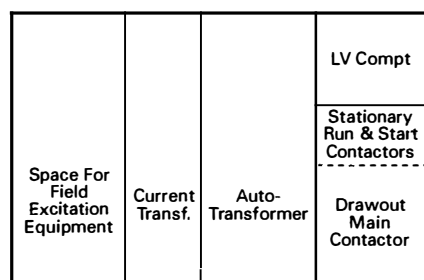 LV Compt
Stationary
Run & Start
Contactors
Space For
Field
Excitation
Equipment
Current
Transf.
Auto-
Transformer
Drawout
Main
Contactor